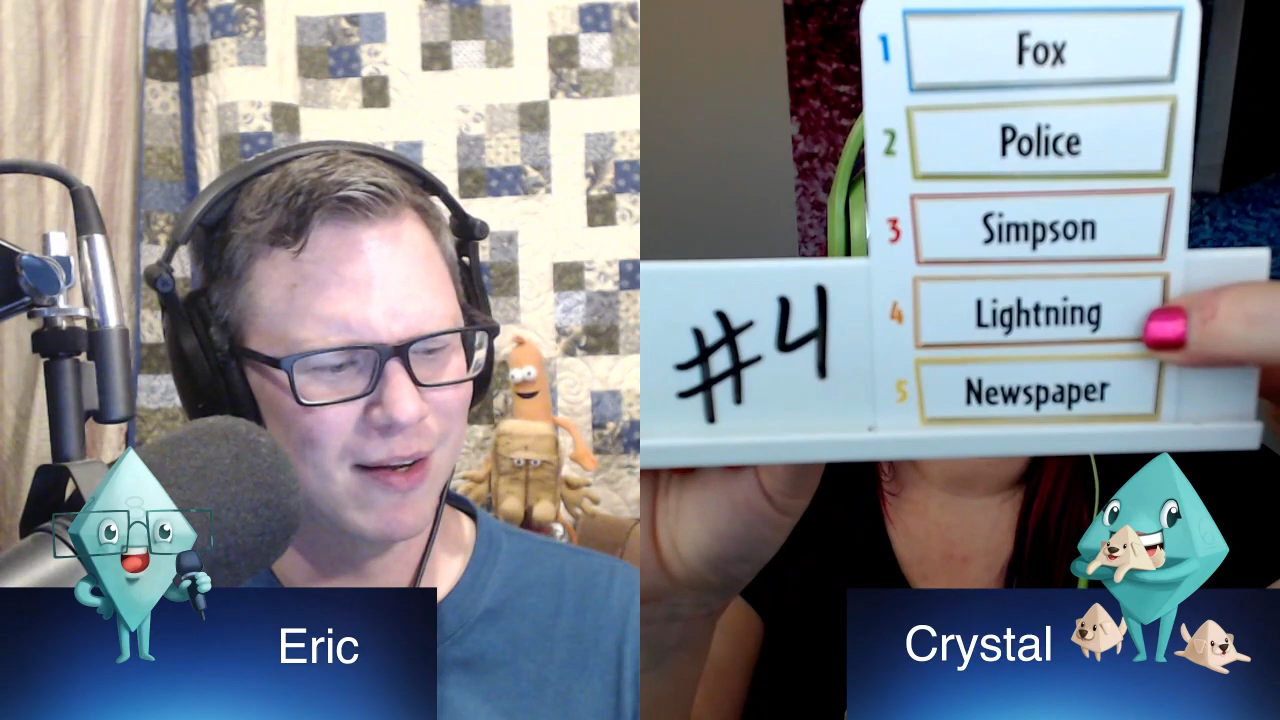 1 Fox
2 Police
3 Simpson
#4
4 Lightning
5 Newspaper
Eric
Crystal